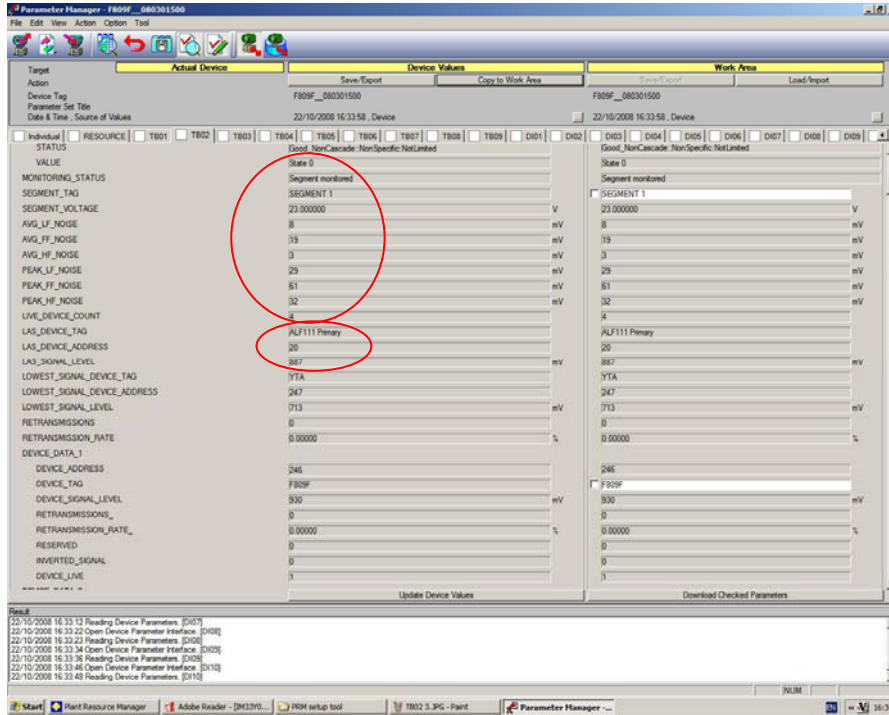 Parameter Manager - F809F__080301500
File Edit View Action Option Tool
Target Actual Device Device Values Work Area
Action Save/Export Copy to Work Area Save/Export Load/Import
Device Tag F809F__080301500 F809F__080301500
Parameter Set Title
Date & Time , Source of Values 22/10/2008 16:33:58 , Device 22/10/2008 16:33:58 , Device
Individual RESOURCE TB01 TB02 TB03 TB04 TB05 TB06 TB07 TB08 TB09 DI01 DI02 DI03 DI04 DI05 DI06 DI07 DI08 DI09
STATUS Good_NonCascade::NonSpecific:NotLimited Good_NonCascade::NonSpecific:NotLimited
VALUE State 0 State 0
MONITORING_STATUS Segment monitored Segment monitored
SEGMENT_TAG SEGMENT 1 SEGMENT 1
SEGMENT_VOLTAGE 23.000000 V 23.000000 V
AVG_LF_NOISE 8 mV 8 mV
AVG_FF_NOISE 19 mV 19 mV
AVG_HF_NOISE 3 mV 3 mV
PEAK_LF_NOISE 29 mV 29 mV
PEAK_FF_NOISE 61 mV 61 mV
PEAK_HF_NOISE 32 mV 32 mV
LIVE_DEVICE_COUNT 4 4
LAS_DEVICE_TAG ALF111 Primary ALF111 Primary
LAS_DEVICE_ADDRESS 20 20
LAS_SIGNAL_LEVEL 887 mV 887 mV
LOWEST_SIGNAL_DEVICE_TAG YTA YTA
LOWEST_SIGNAL_DEVICE_ADDRESS 247 247
LOWEST_SIGNAL_LEVEL 713 mV 713 mV
RETRANSMISSIONS 0 0
RETRANSMISSION_RATE 0.00000 % 0.00000 %
DEVICE_DATA_1
DEVICE_ADDRESS 246 246
DEVICE_TAG F809F F809F
DEVICE_SIGNAL_LEVEL 930 mV 930 mV
RETRANSMISSIONS_ 0 0
RETRANSMISSION_RATE_ 0.00000 % 0.00000 %
RESERVED 0 0
INVERTED_SIGNAL 0 0
DEVICE_LIVE 1 1
Update Device Values Download Checked Parameters
Result
22/10/2008 16:33:12 Reading Device Parameters. [DI07]
22/10/2008 16:33:22 Open Device Parameter Interface. [DI08]
22/10/2008 16:33:23 Reading Device Parameters. [DI08]
22/10/2008 16:33:34 Open Device Parameter Interface. [DI09]
22/10/2008 16:33:36 Reading Device Parameters. [DI09]
22/10/2008 16:33:46 Open Device Parameter Interface. [DI10]
22/10/2008 16:33:48 Reading Device Parameters. [DI10]
NUM
Start Plant Resource Manager Adobe Reader - [IM33Y0... PRM setup tool TB02 3.JPG - Paint Parameter Manager -... EN